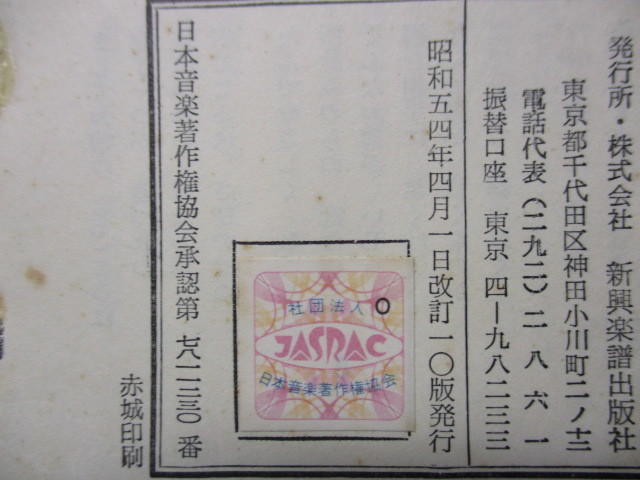 発行所・株式会社　新興楽譜出版社
東京都千代田区神田小川町二ノ十二
電話代表(二九二)二八六一
振替口座　東京　四-九八二三三
昭和五四年四月一日改訂一〇版発行
社団法人
JASRAC
日本音楽著作権協会
日本音楽著作権協会承認第　七八一二三〇　番
赤城印刷